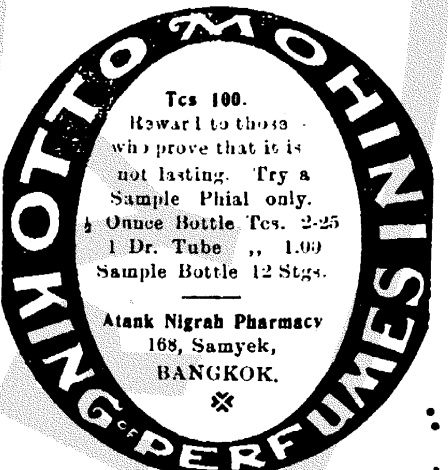 OTTO MOHINI
KING OF PERFUMES
Tcs 100.
Reward to those
who prove that it is
not lasting. Try a
Sample Phial only.
½ Ounce Bottle Tcs. 2-25
1 Dr. Tube ,, 1.00
Sample Bottle 12 Stgs.
Atank Nigrah Pharmacy
168, Samyek,
BANGKOK.